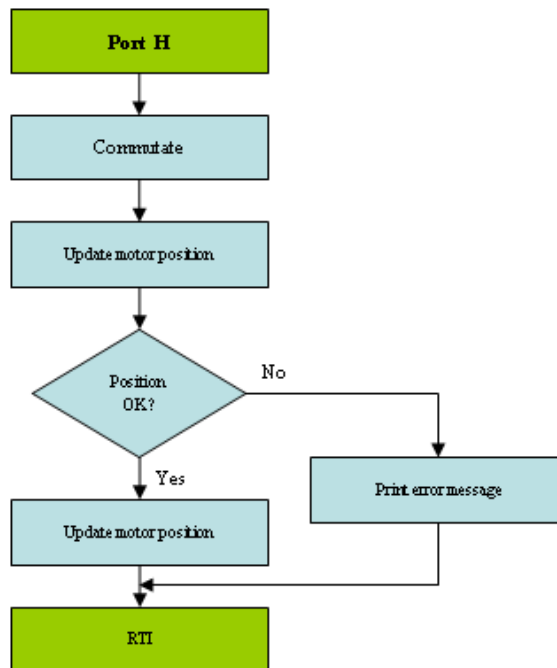 Port H
Commutate
Update motor position
Position
OK?
No
Yes
Print error message
Update motor position
RTI